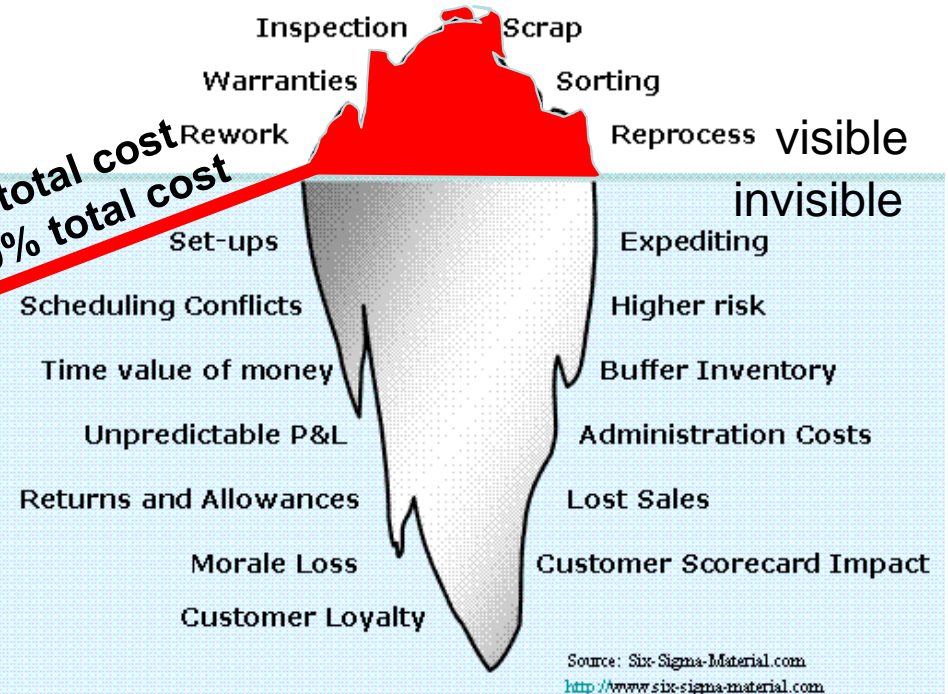 Inspection Scrap
Warranties Sorting
Rework Reprocess visible
total cost
% total cost
invisible
Set-ups Expediting
Scheduling Conflicts Higher risk
Time value of money Buffer Inventory
Unpredictable P&L Administration Costs
Returns and Allowances Lost Sales
Morale Loss Customer Scorecard Impact
Customer Loyalty
Source: Six-Sigma-Material.com
http://www.six-sigma-material.com